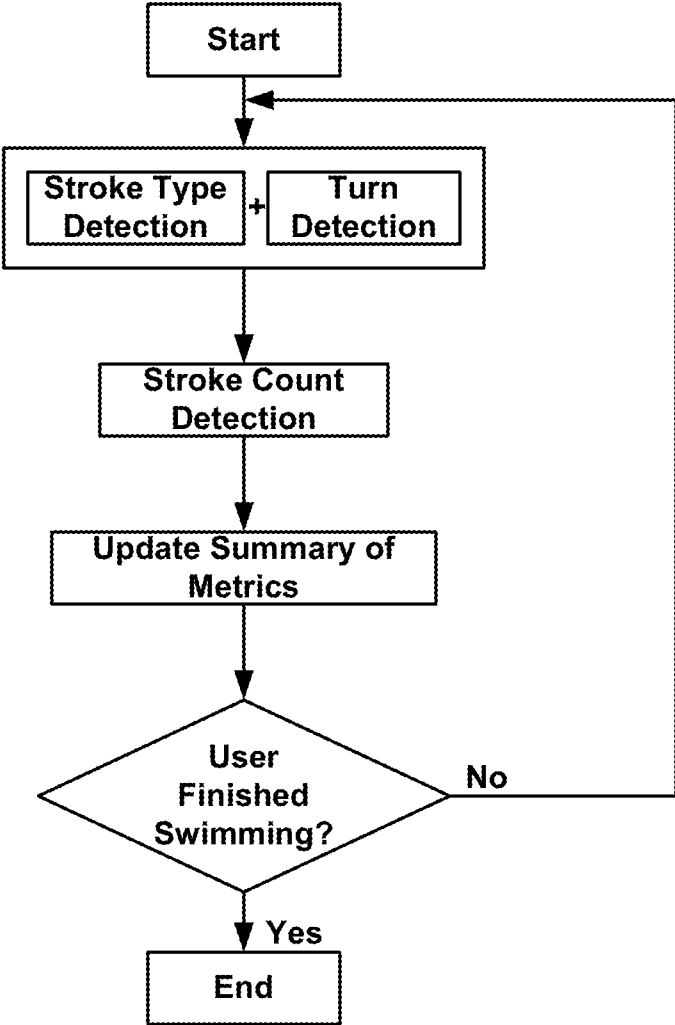 Start
Stroke Type
Detection
+
Turn
Detection
Stroke Count
Detection
Update Summary of
Metrics
User
Finished
Swimming?
No
Yes
End